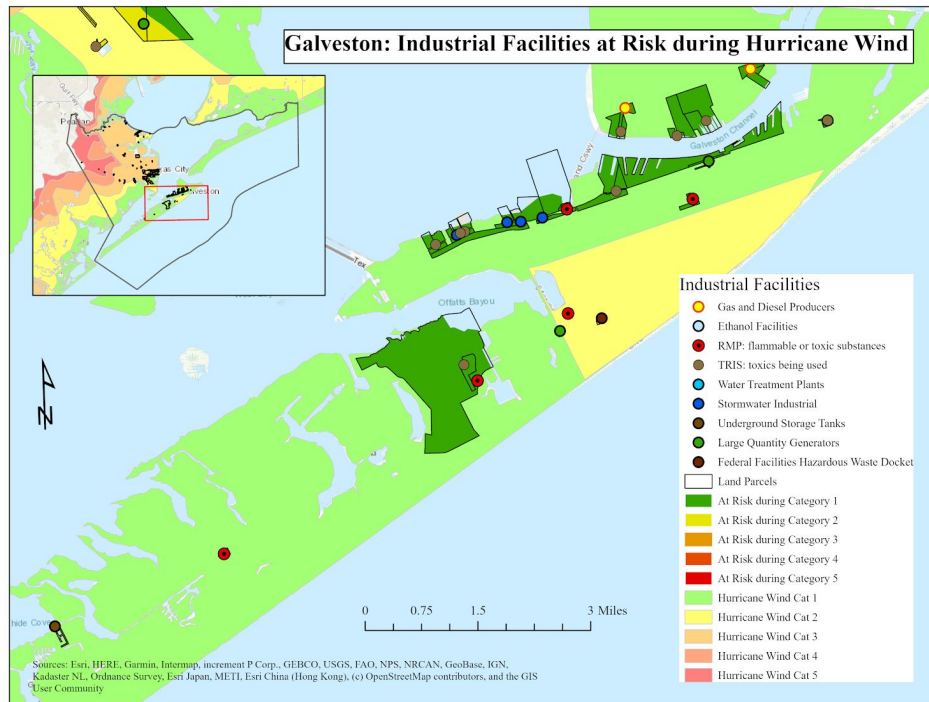 Galveston: Industrial Facilities at Risk during Hurricane Wind
Galveston Channel
Offatts Bayou
Tex
hide Cove
N
0 0.75 1.5 3 Miles
Industrial Facilities
Gas and Diesel Producers
Ethanol Facilities
RMP: flammable or toxic substances
TRIS: toxics being used
Water Treatment Plants
Stormwater Industrial
Underground Storage Tanks
Large Quantity Generators
Federal Facilities Hazardous Waste Docket
Land Parcels
At Risk during Category 1
At Risk during Category 2
At Risk during Category 3
At Risk during Category 4
At Risk during Category 5
Hurricane Wind Cat 1
Hurricane Wind Cat 2
Hurricane Wind Cat 3
Hurricane Wind Cat 4
Hurricane Wind Cat 5
Sources: Esri, HERE, Garmin, Intermap, increment P Corp., GEBCO, USGS, FAO, NPS, NRCAN, GeoBase, IGN,
Kadaster NL, Ordnance Survey, Esri Japan, METI, Esri China (Hong Kong), (c) OpenStreetMap contributors, and the GIS
User Community